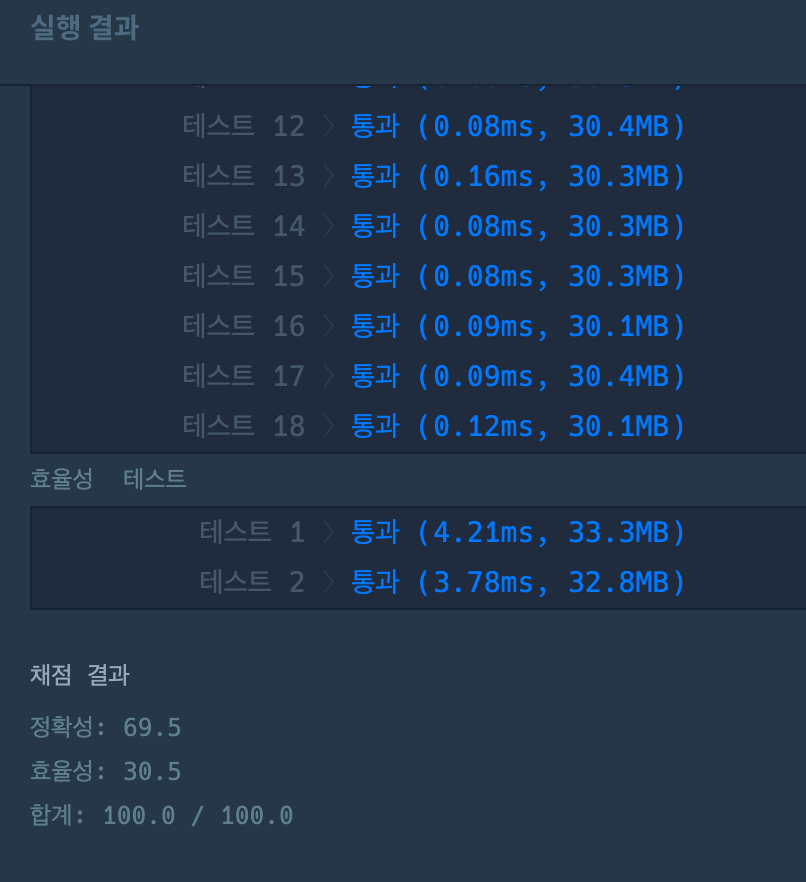 실행 결과
테스트 12 〉 통과 (0.08ms, 30.4MB)
테스트 13 〉 통과 (0.16ms, 30.3MB)
테스트 14 〉 통과 (0.08ms, 30.3MB)
테스트 15 〉 통과 (0.08ms, 30.3MB)
테스트 16 〉 통과 (0.09ms, 30.1MB)
테스트 17 〉 통과 (0.09ms, 30.4MB)
테스트 18 〉 통과 (0.12ms, 30.1MB)
효율성 테스트
테스트 1 〉 통과 (4.21ms, 33.3MB)
테스트 2 〉 통과 (3.78ms, 32.8MB)
채점 결과
정확성: 69.5
효율성: 30.5
합계: 100.0 / 100.0